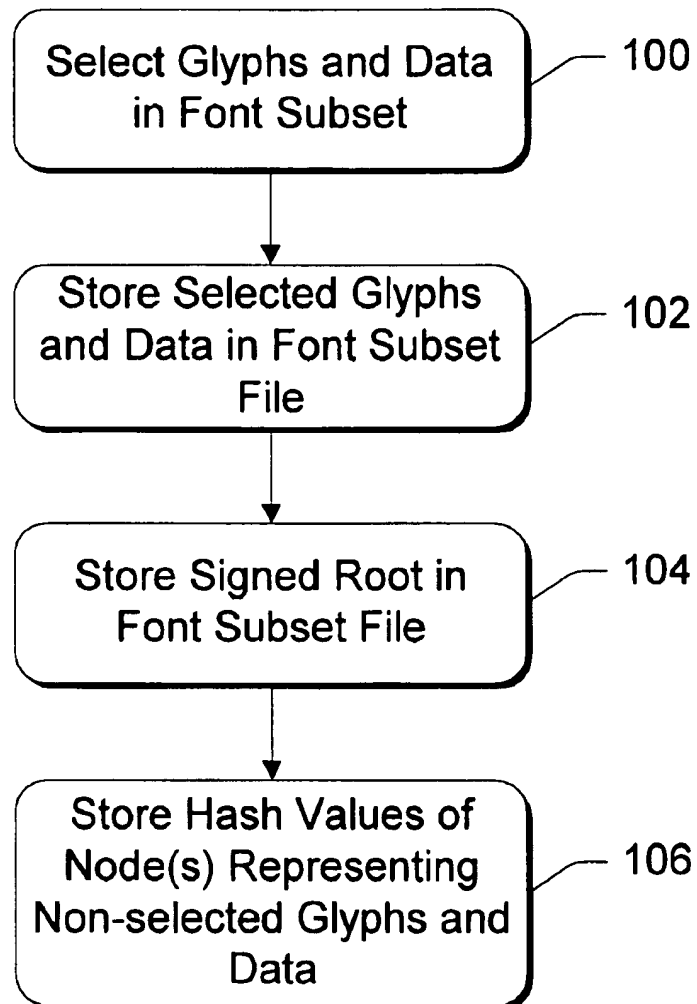 Select Glyphs and Data
in Font Subset
100
Store Selected Glyphs
and Data in Font Subset
File
102
Store Signed Root in
Font Subset File
104
Store Hash Values of
Node(s) Representing
Non-selected Glyphs and
Data
106